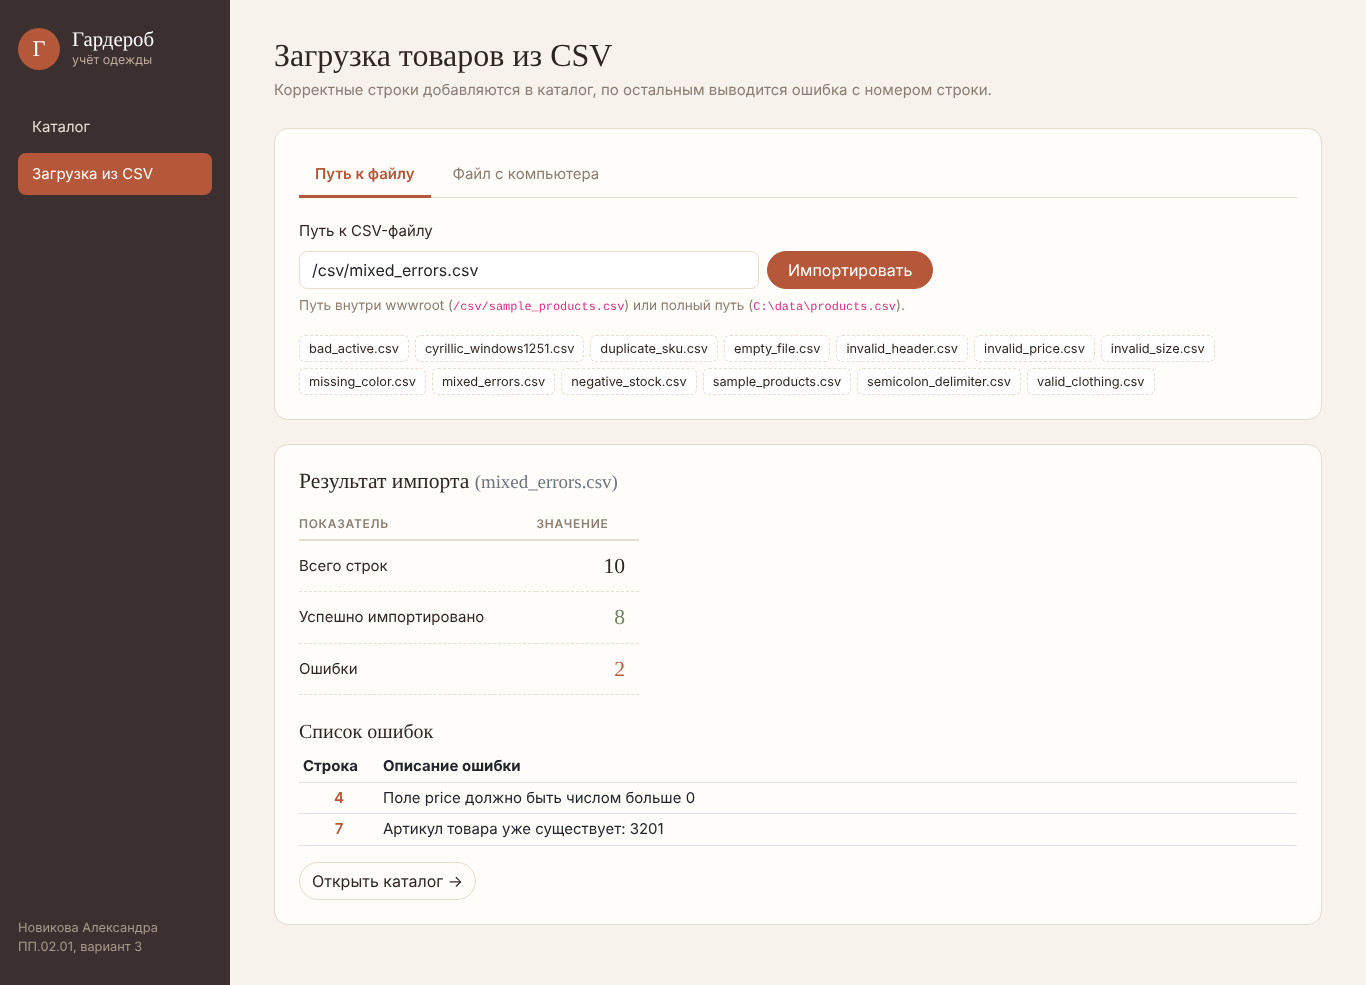 Г
Гардероб
учёт одежды
Каталог
Загрузка из CSV
Новикова Александра
ПП.02.01, вариант 3
Загрузка товаров из CSV
Корректные строки добавляются в каталог, по остальным выводится ошибка с номером строки.
Путь к файлу Файл с компьютера
Путь к CSV-файлу
/csv/mixed_errors.csv Импортировать
Путь внутри wwwroot (/csv/sample_products.csv) или полный путь (C:\data\products.csv).
bad_active.csv cyrillic_windows1251.csv duplicate_sku.csv empty_file.csv invalid_header.csv invalid_price.csv invalid_size.csv
missing_color.csv mixed_errors.csv negative_stock.csv sample_products.csv semicolon_delimiter.csv valid_clothing.csv
Результат импорта (mixed_errors.csv)
ПОКАЗАТЕЛЬ ЗНАЧЕНИЕ
Всего строк 10
Успешно импортировано 8
Ошибки 2
Список ошибок
Строка Описание ошибки
4 Поле price должно быть числом больше 0
7 Артикул товара уже существует: 3201
Открыть каталог →